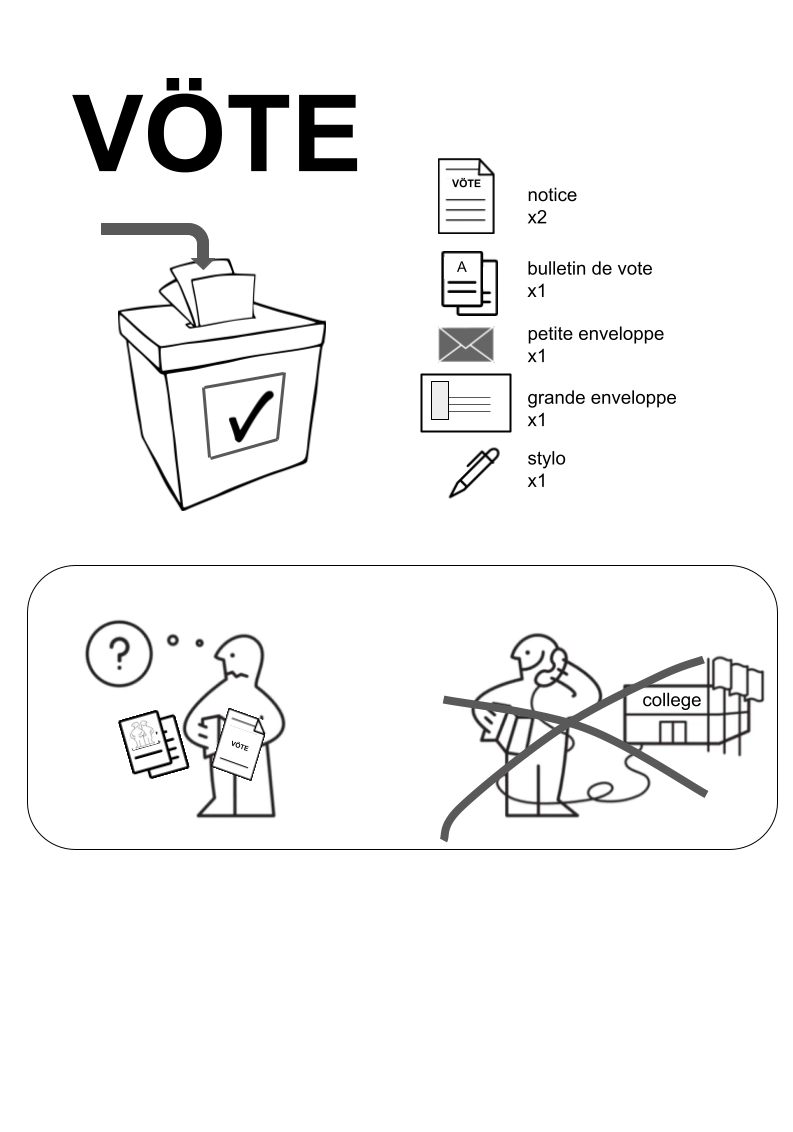 VÖTE
VÖTE
notice
x2
A
bulletin de vote
x1
petite enveloppe
x1
grande enveloppe
x1
stylo
x1
?
VÖTE
college